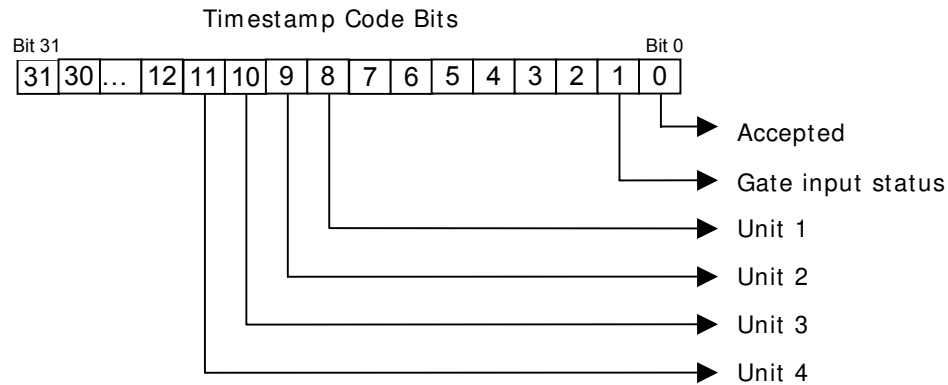 Timestamp Code Bits
Bit 31 Bit 0
31 30 ... 12 11 10 9 8 7 6 5 4 3 2 1 0
Accepted
Gate input status
Unit 1
Unit 2
Unit 3
Unit 4